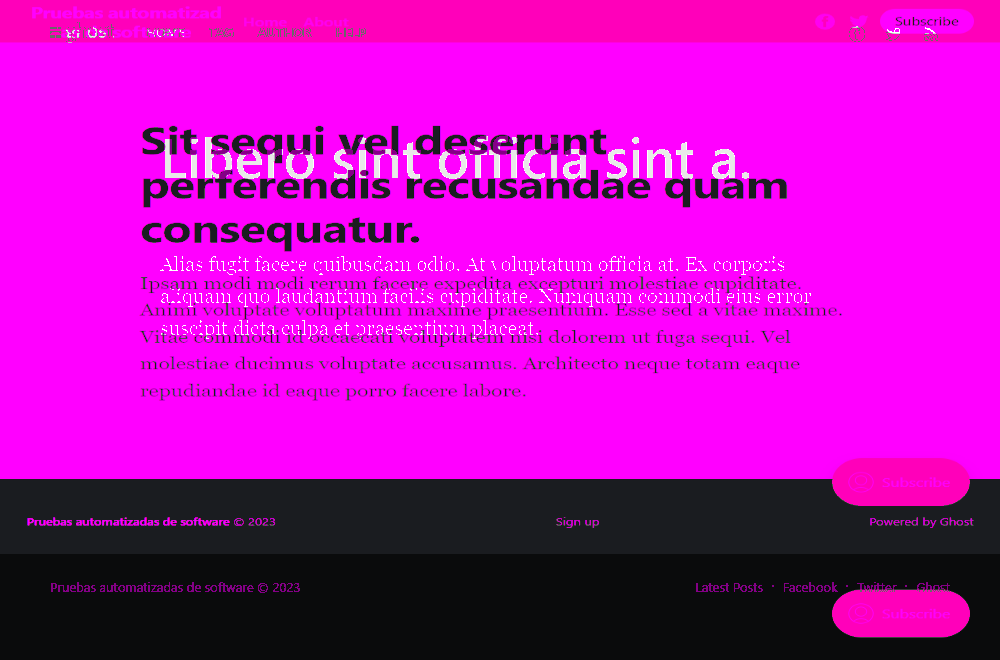 Pruebas automatizad
software
Home About
Subscribe
HOME
Sit sequi vel deserunt
Libero sint officia sint a.
perferendis recusandae quam
consequatur.
Alias fugit facere quibusdam odio. At voluptatum officia at. Ex corporis
Ipsam modi modi rerum facere expedita excepturi molestiae cupiditate.
aliquam quo laudantium facilis cupiditate. Numquam commodi eius error
Animi voluptate voluptatum maxime praesentium. Esse sed a vitae maxime.
suscipit dicta culpa et praesentium placeat.
Vitae commodi id occaecati voluptatem nisi dolorem ut fuga sequi. Vel
molestiae ducimus voluptate accusamus. Architecto neque totam eaque
repudiandae id eaque porro facere labore.
Subscribe
Pruebas automatizadas de software © 2023
Sign up
Powered by Ghost
Pruebas automatizadas de software © 2023
Latest Posts · Facebook · Twitter · Ghost
Subscribe